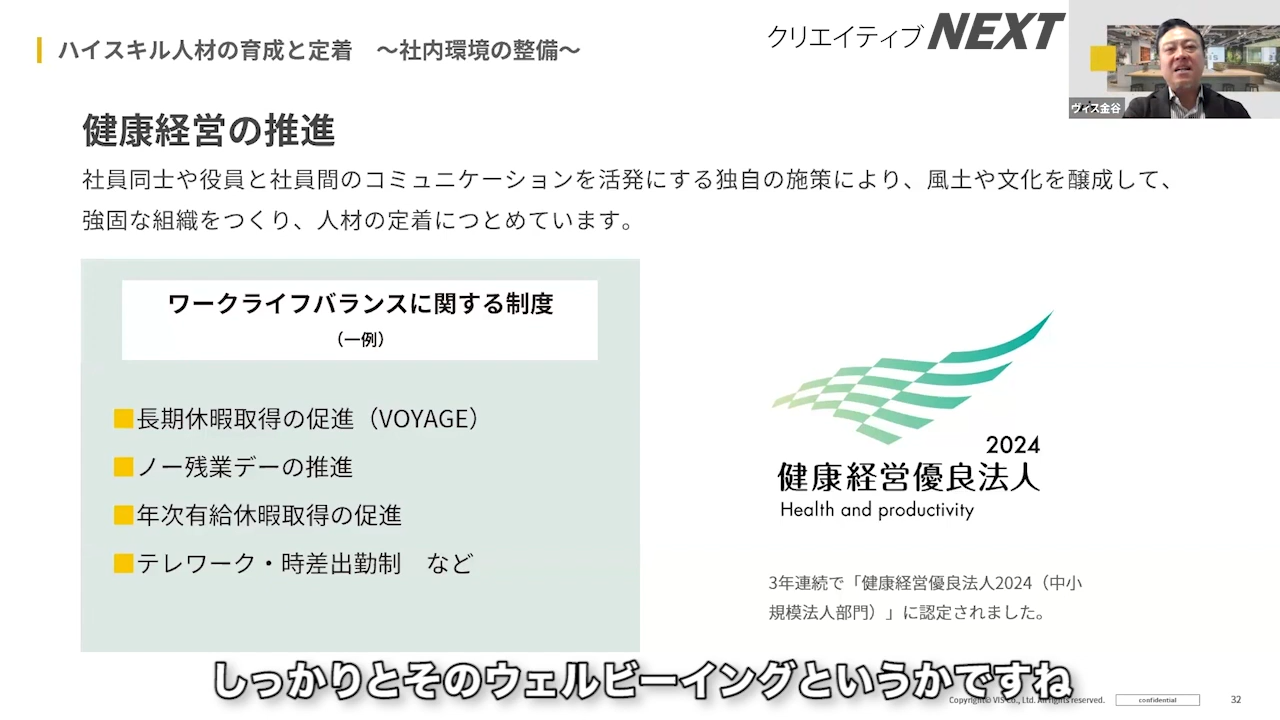 ハイスキル人材の育成と定着　～社内環境の整備～
クリエイティブNEXT
ヴィス金谷
健康経営の推進
社員同士や役員と社員間のコミュニケーションを活発にする独自の施策により、風土や文化を醸成して、
強固な組織をつくり、人材の定着につとめています。
ワークライフバランスに関する制度
（一例）
■長期休暇取得の促進（VOYAGE）
■ノー残業デーの推進
■年次有給休暇取得の促進
■テレワーク・時差出勤制　など
2024
健康経営優良法人
Health and productivity
3年連続で「健康経営優良法人2024（中小
規模法人部門）」に認定されました。
しっかりとそのウェルビーイングというかですね
Copyright© VIS Co., Ltd. All rights reserved.
confidential
32